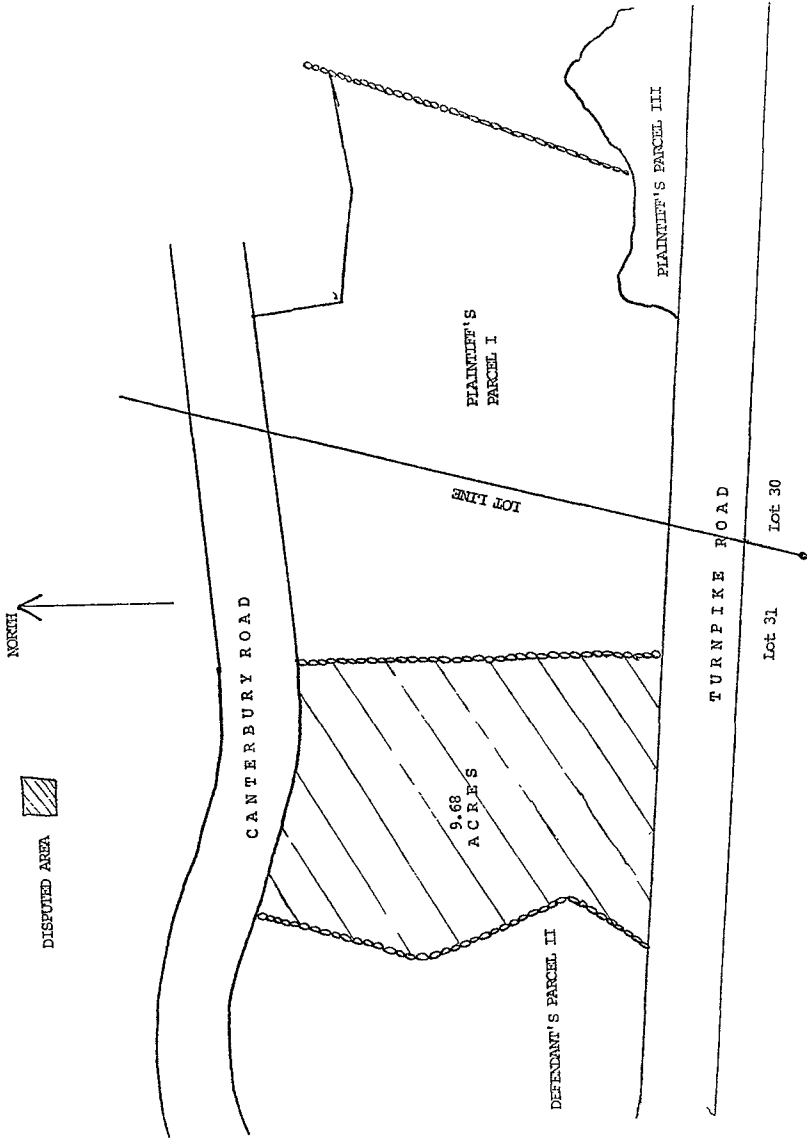 NORTH
DISPUTED AREA
CANTERBURY ROAD
PLAINTIFF'S
PARCEL I
PLAINTIFF'S PARCEL III
LOT LINE
9.68
ACRES
DEFENDANT'S PARCEL II
TURNPIKE ROAD
Lot 31
Lot 30